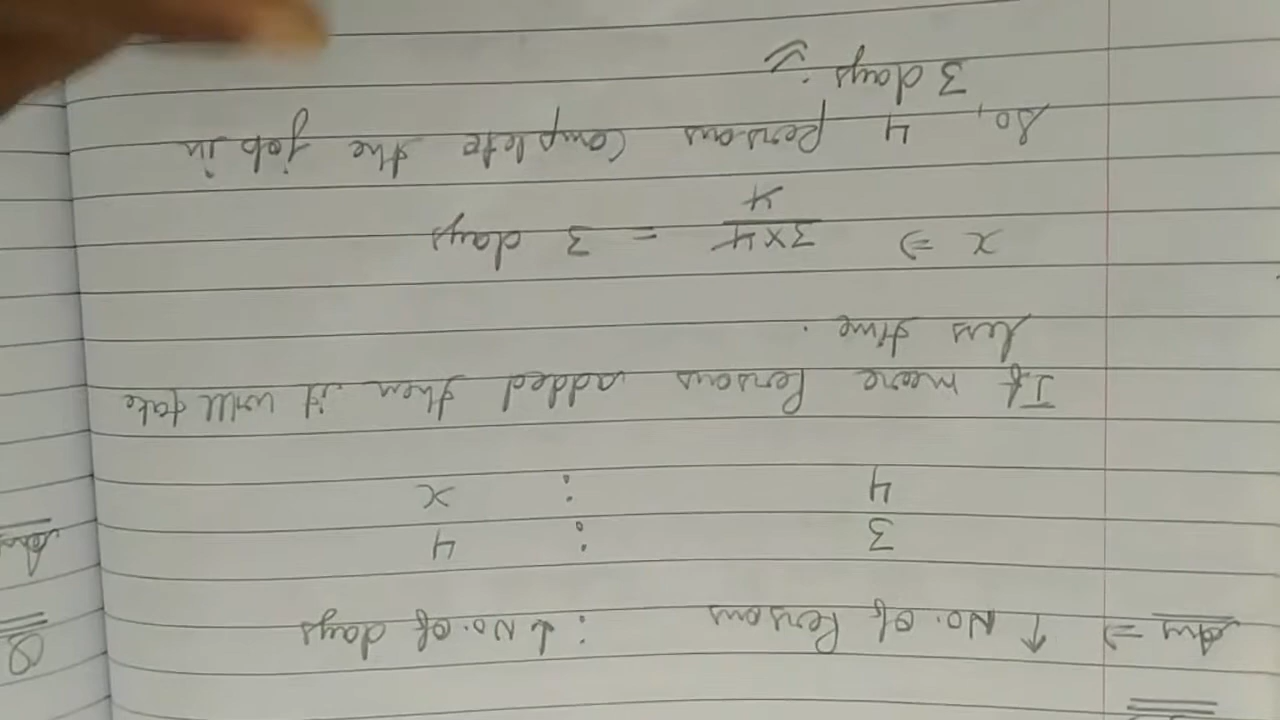 Ans ⇒ ↑ No. of Persons : ↓ No. of days
3 : 4
4 : x
If more Persons added then it will take
less time.
x ⇒ 3×4/4 = 3 days
So, 4 persons complete the job in
3 days
Q
Ans